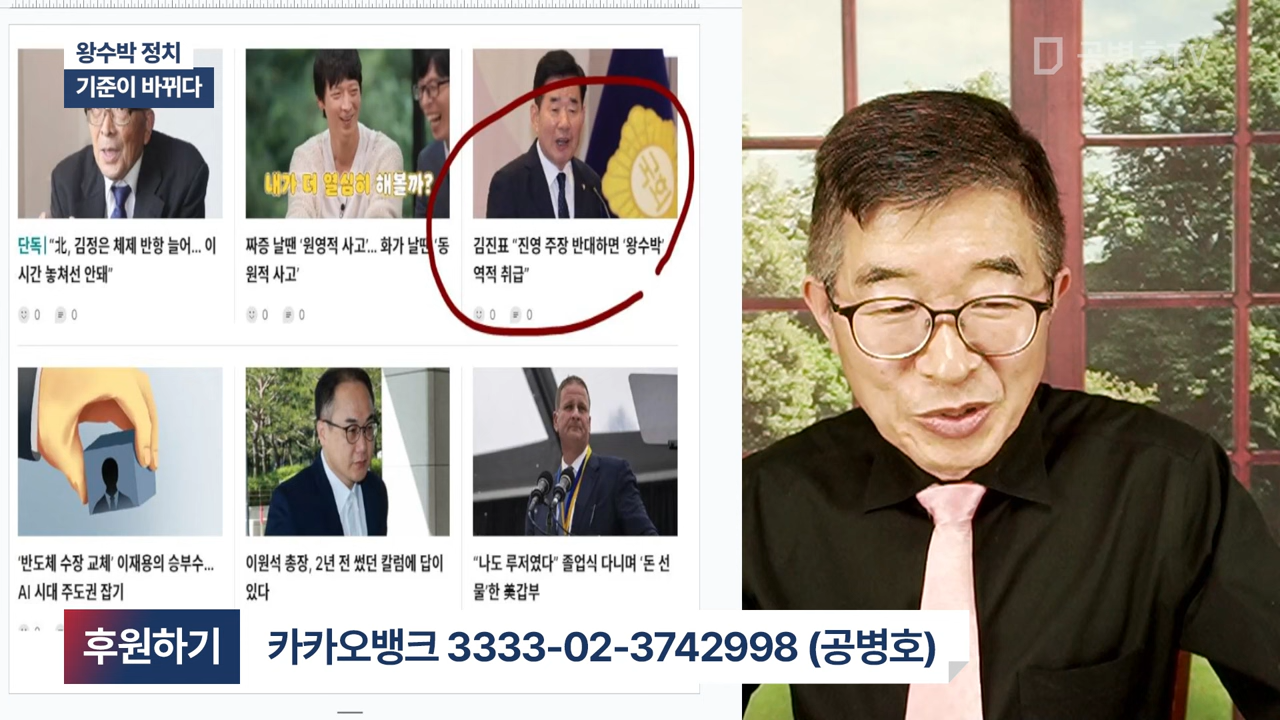 왕수박 정치
기준이 바뀌다
공병호TV
내가 더 열심히 해볼까?
국회
단독| “北, 김정은 체제 반항 늘어... 이
시간 놓쳐선 안돼”
0 0
짜증 날땐 ‘원영적 사고’... 화가 날땐 ‘동
원적 사고’
0 0
김진표 “진영 주장 반대하면 ‘왕수박’
역적 취급”
0 0
‘반도체 수장 교체’ 이재용의 승부수...
AI 시대 주도권 잡기
이원석 총장, 2년 전 썼던 칼럼에 답이
있다
“나도 루저였다” 졸업식 다니며 ‘돈 선
물’한 美갑부
후원하기
카카오뱅크 3333-02-3742998 (공병호)